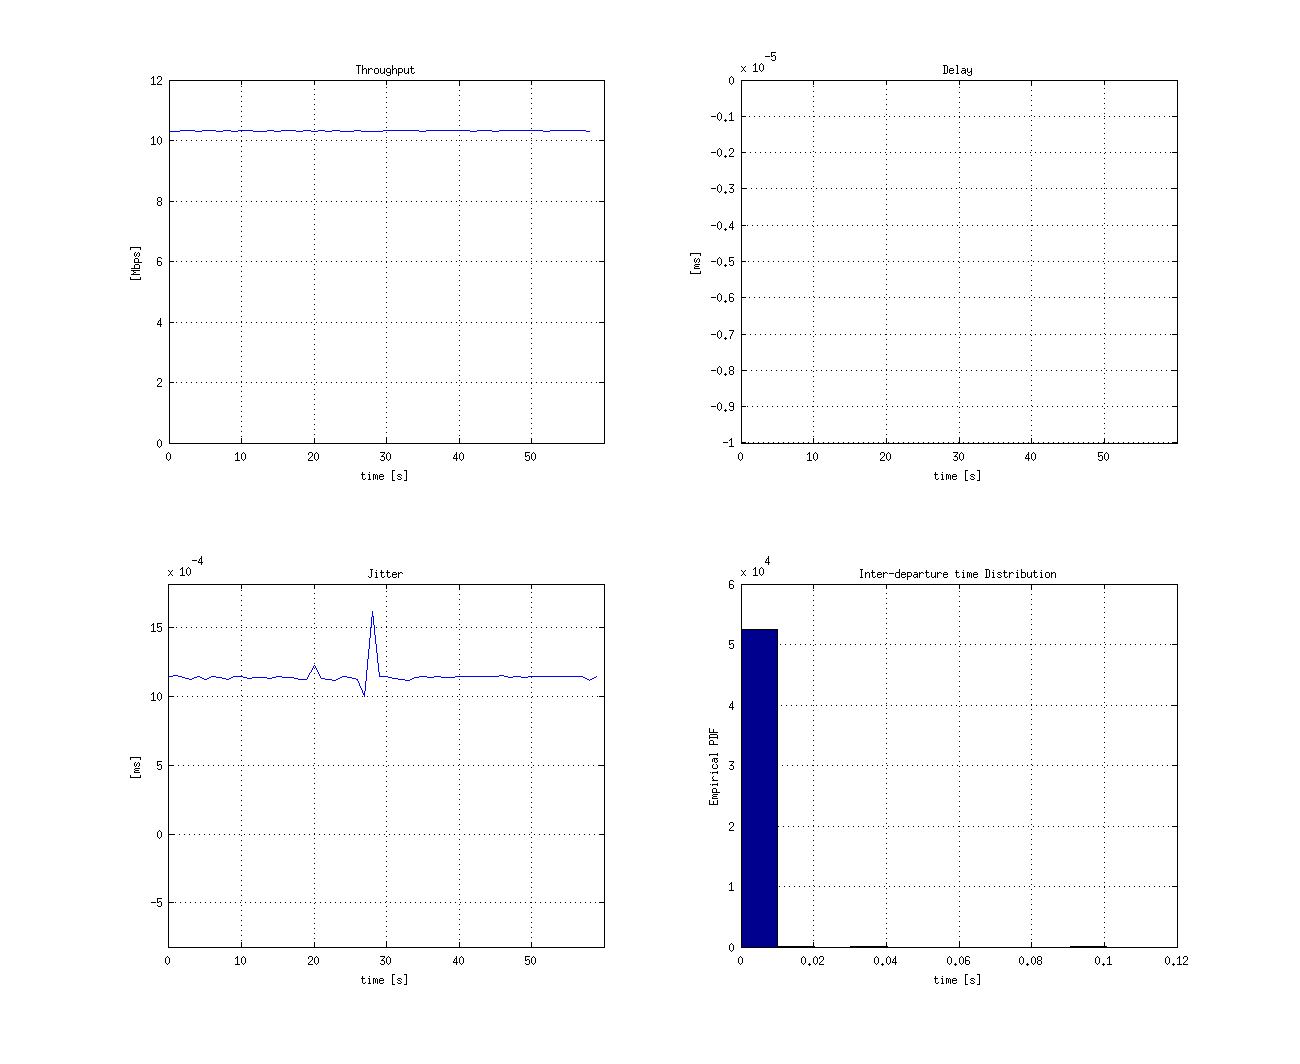 Throughput
12
10
8
6
4
2
0
[Mbps]
0 10 20 30 40 50
time [s]
x 10^-5
Delay
0
-0.1
-0.2
-0.3
-0.4
-0.5
-0.6
-0.7
-0.8
-0.9
-1
[ms]
0 10 20 30 40 50
time [s]
x 10^-4
Jitter
15
10
5
0
-5
[ms]
0 10 20 30 40 50
time [s]
x 10^4
Inter-departure time Distribution
6
5
4
3
2
1
0
Empirical PDF
0 0.02 0.04 0.06 0.08 0.1 0.12
time [s]